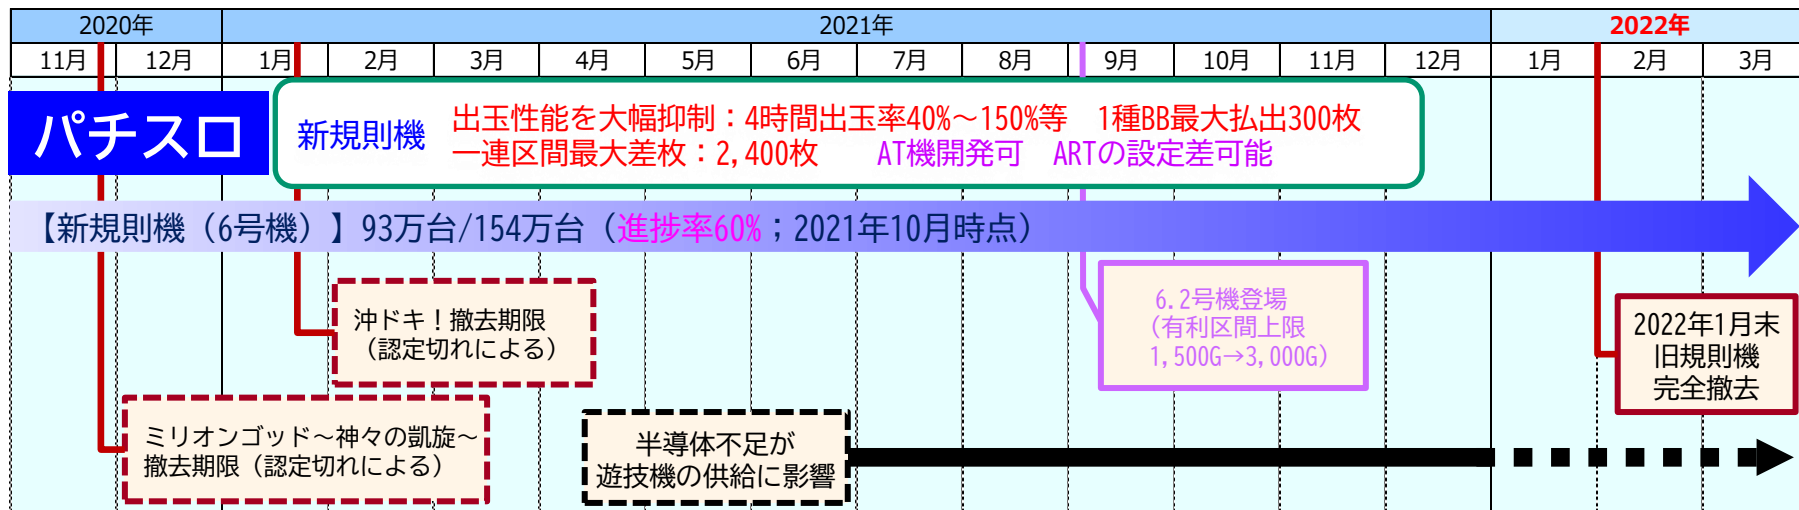 2020年 2021年 2022年
11月 12月 1月 2月 3月 4月 5月 6月 7月 8月 9月 10月 11月 12月 1月 2月 3月
パチスロ
新規則機
出玉性能を大幅抑制：4時間出玉率40%～150%等 1種BB最大払出300枚
一連区間最大差枚：2,400枚 AT機開発可 ARTの設定差可能
【新規則機（6号機）】93万台/154万台（進捗率60%；2021年10月時点）
沖ドキ！撤去期限
（認定切れによる）
6.2号機登場
（有利区間上限
1,500G→3,000G）
2022年1月末
旧規則機
完全撤去
ミリオンゴッド～神々の凱旋～
撤去期限（認定切れによる）
半導体不足が
遊技機の供給に影響